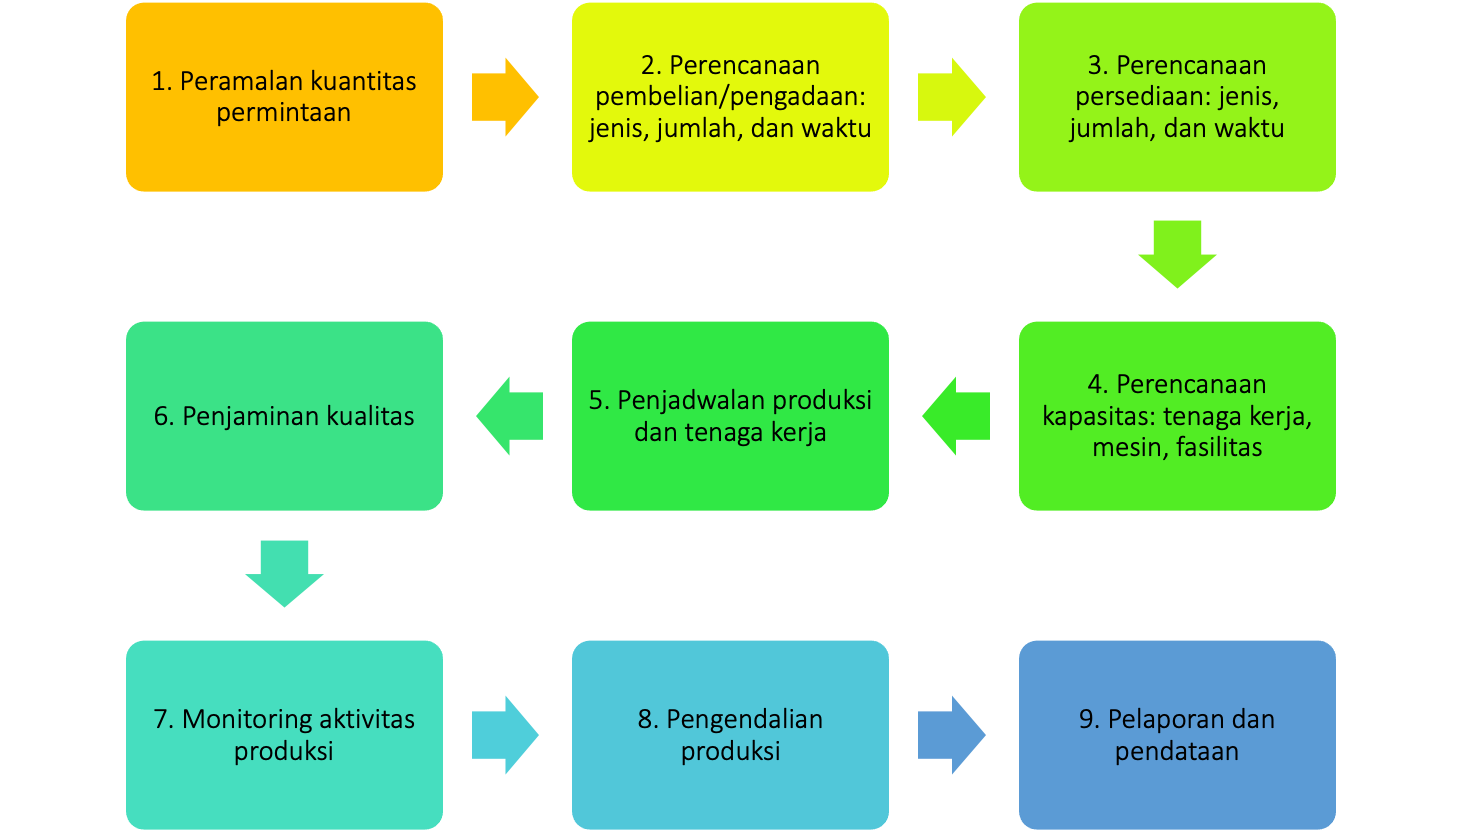 1. Peramalan kuantitas
permintaan
2. Perencanaan
pembelian/pengadaan:
jenis, jumlah, dan waktu
3. Perencanaan
persediaan: jenis,
jumlah, dan waktu
4. Perencanaan
kapasitas: tenaga kerja,
mesin, fasilitas
5. Penjadwalan produksi
dan tenaga kerja
6. Penjaminan kualitas
7. Monitoring aktivitas
produksi
8. Pengendalian
produksi
9. Pelaporan dan
pendataan